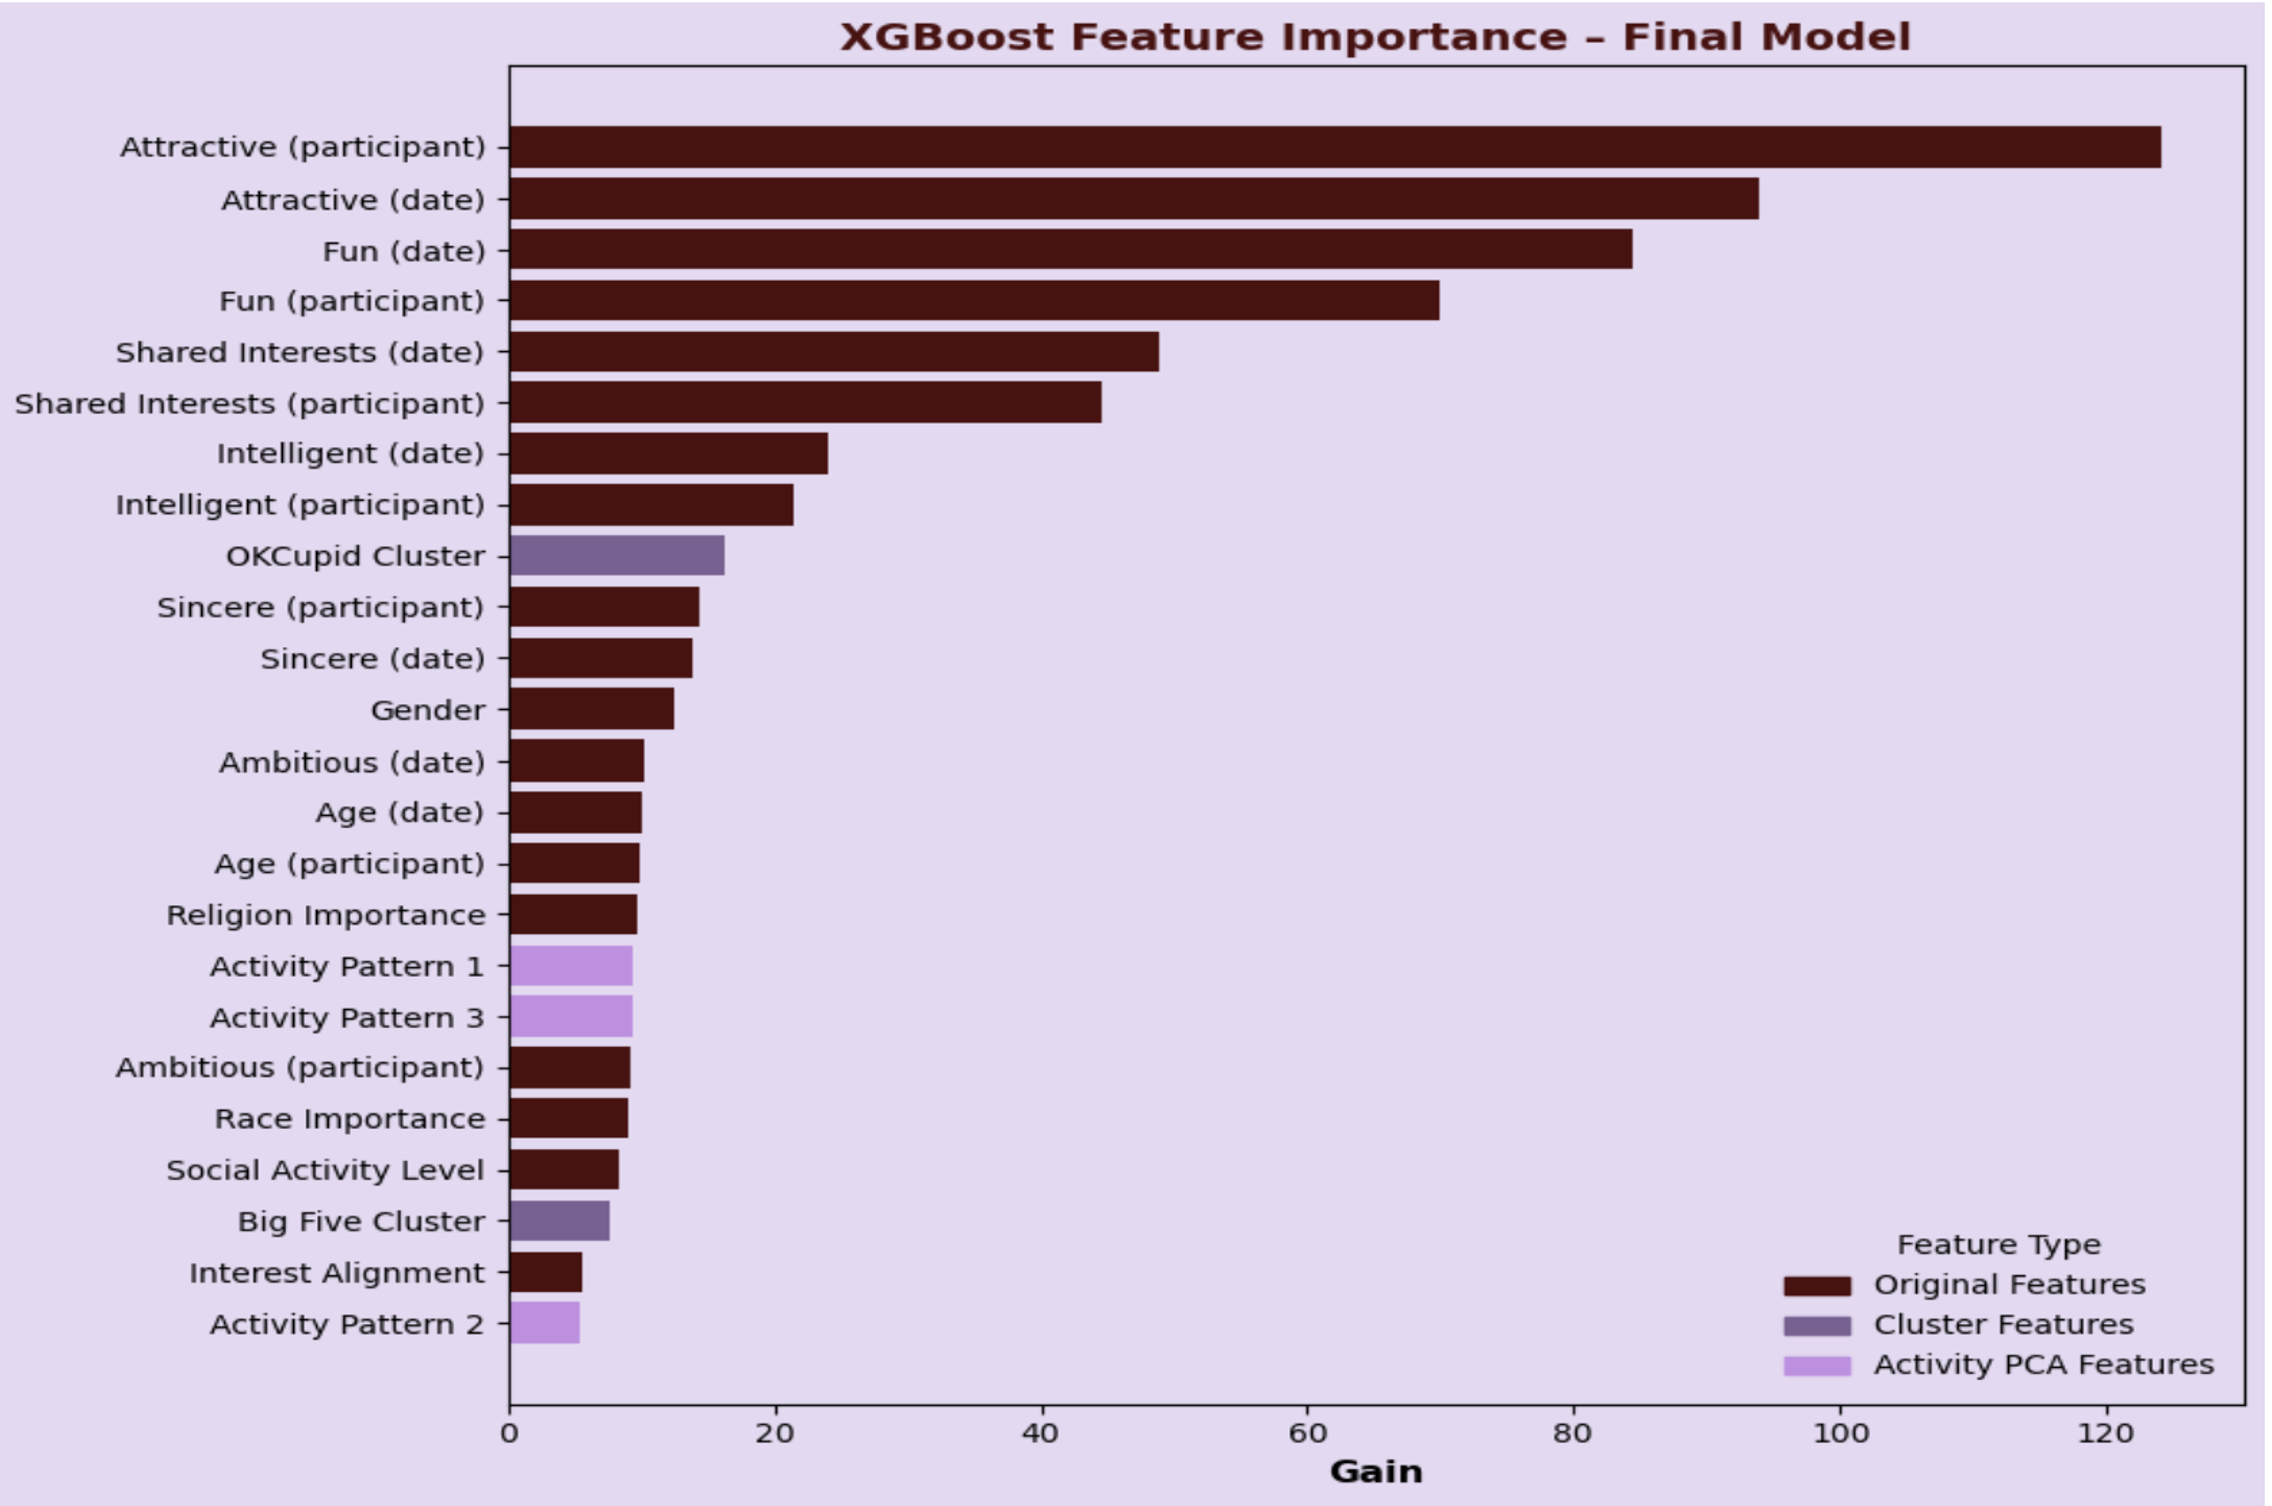 XGBoost Feature Importance – Final Model
Attractive (participant)
Attractive (date)
Fun (date)
Fun (participant)
Shared Interests (date)
Shared Interests (participant)
Intelligent (date)
Intelligent (participant)
OKCupid Cluster
Sincere (participant)
Sincere (date)
Gender
Ambitious (date)
Age (date)
Age (participant)
Religion Importance
Activity Pattern 1
Activity Pattern 3
Ambitious (participant)
Race Importance
Social Activity Level
Big Five Cluster
Interest Alignment
Activity Pattern 2
Feature Type
Original Features
Cluster Features
Activity PCA Features
0 20 40 60 80 100 120
Gain